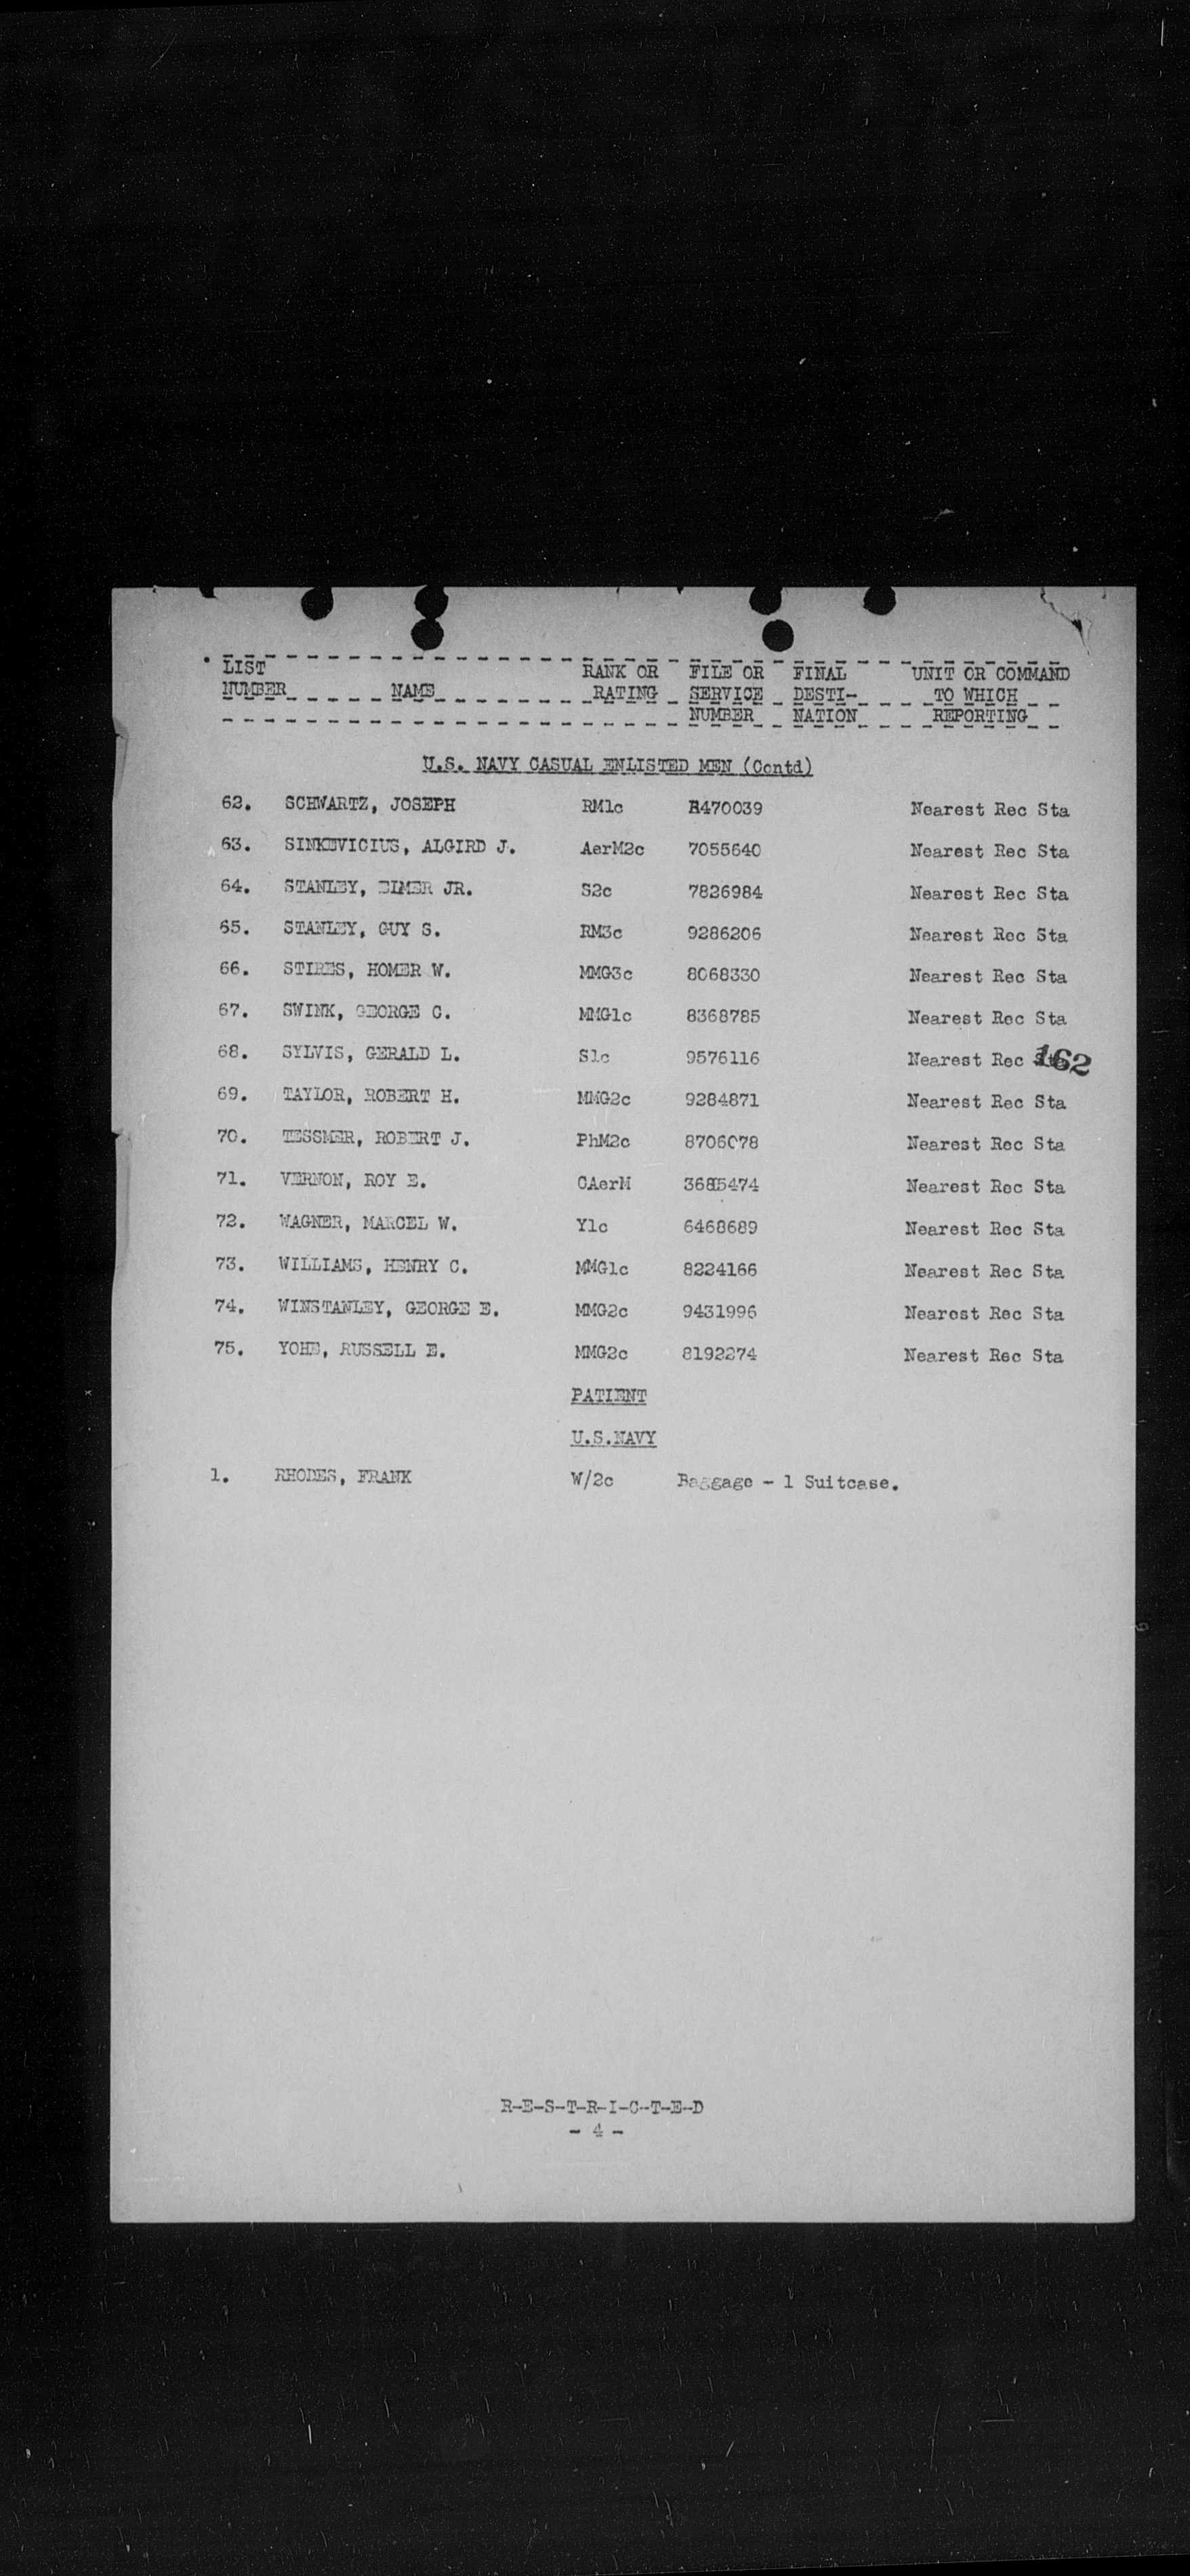 LIST RANK OR FILE OR FINAL UNIT OR COMMAND
NUMBER NAME RATING SERVICE DESTI- TO WHICH
NUMBER NATION REPORTING
U.S. NAVY CASUAL ENLISTED MEN (Contd)
62. SCHWARTZ, JOSEPH RM1c R470039 Nearest Rec Sta
63. SINKEVICIUS, ALGIRD J. AerM2c 7055640 Nearest Rec Sta
64. STANLEY, ELMER JR. S2c 7826984 Nearest Rec Sta
65. STANLEY, GUY S. RM3c 9286206 Nearest Rec Sta
66. STIRES, HOMER W. MMG3c 8068330 Nearest Rec Sta
67. SWINK, GEORGE C. MMG1c 8368785 Nearest Rec Sta
68. SYLVIS, GERALD L. S1c 9576116 Nearest Rec Sta 162
69. TAYLOR, ROBERT H. MMG2c 9284871 Nearest Rec Sta
70. TESSMER, ROBERT J. PhM2c 8706078 Nearest Rec Sta
71. VERNON, ROY E. CAerM 3685474 Nearest Rec Sta
72. WAGNER, MARCEL W. Y1c 6468689 Nearest Rec Sta
73. WILLIAMS, HENRY C. MMG1c 8224166 Nearest Rec Sta
74. WINSTANLEY, GEORGE E. MMG2c 9431996 Nearest Rec Sta
75. YOHE, RUSSELL E. MMG2c 8192274 Nearest Rec Sta
PATIENT
U.S.NAVY
1. RHODES, FRANK W/2c Baggage - 1 Suitcase.
R-E-S-T-R-I-C-T-E-D
- 4 -